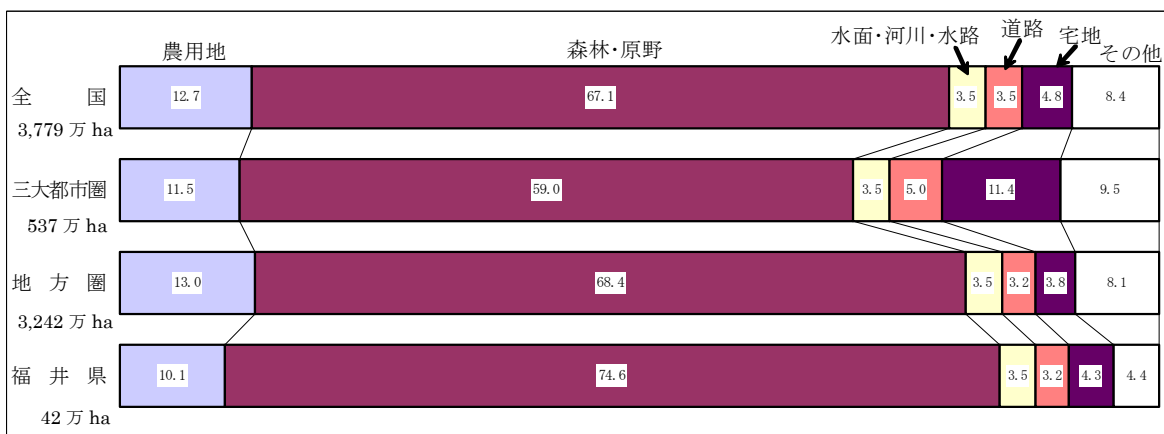 水面・河川・水路 道路 宅地
農用地 森林・原野 その他
全国 12.7 67.1 3.5 3.5 4.8 8.4
3,779 万 ha
三大都市圏 11.5 59.0 3.5 5.0 11.4 9.5
537 万 ha
地方圏 13.0 68.4 3.5 3.2 3.8 8.1
3,242 万 ha
福井県 10.1 74.6 3.5 3.2 4.3 4.4
42 万 ha